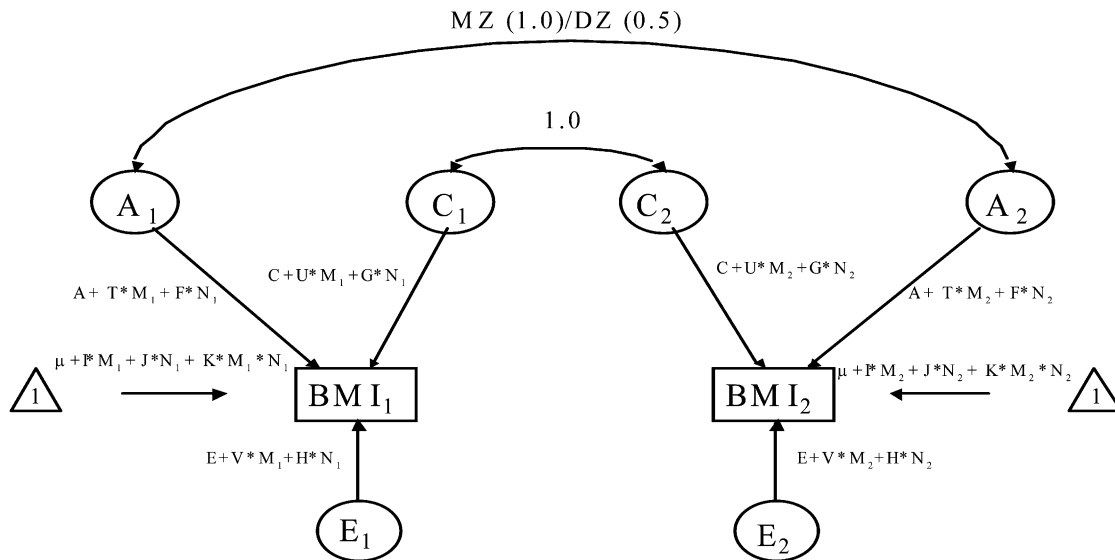 MZ (1.0)/DZ (0.5)
1.0
A₁
C₁
C₂
A₂
C+U*M₁+G*N₁
C+U*M₂+G*N₂
A+ T*M₁+F*N₁
A+ T*M₂+F*N₂
μ+I*M₁+J*N₁+ K*M₁*N₁
μ+I*M₂+J*N₂+ K*M₂*N₂
1
BMI₁
BMI₂
1
E+V*M₁+H*N₁
E+V*M₂+H*N₂
E₁
E₂